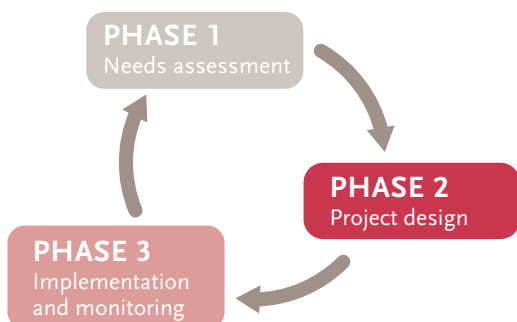 PHASE 1
Needs assessment
PHASE 2
Project design
PHASE 3
Implementation
and monitoring